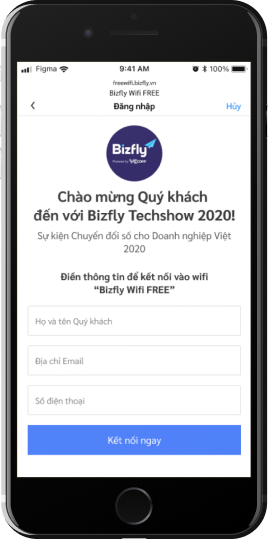 Figma 9:41 AM 100%
freewifi.bizfly.vn
Bizfly Wifi FREE
Đăng nhập Hủy
Bizfly
Powered by VCCORP
Chào mừng Quý khách
đến với Bizfly Techshow 2020!
Sự kiện Chuyển đổi số cho Doanh nghiệp Việt
2020
Điền thông tin để kết nối vào wifi
“Bizfly Wifi FREE”
Họ và tên Quý khách
Địa chỉ Email
Số điện thoại
Kết nối ngay